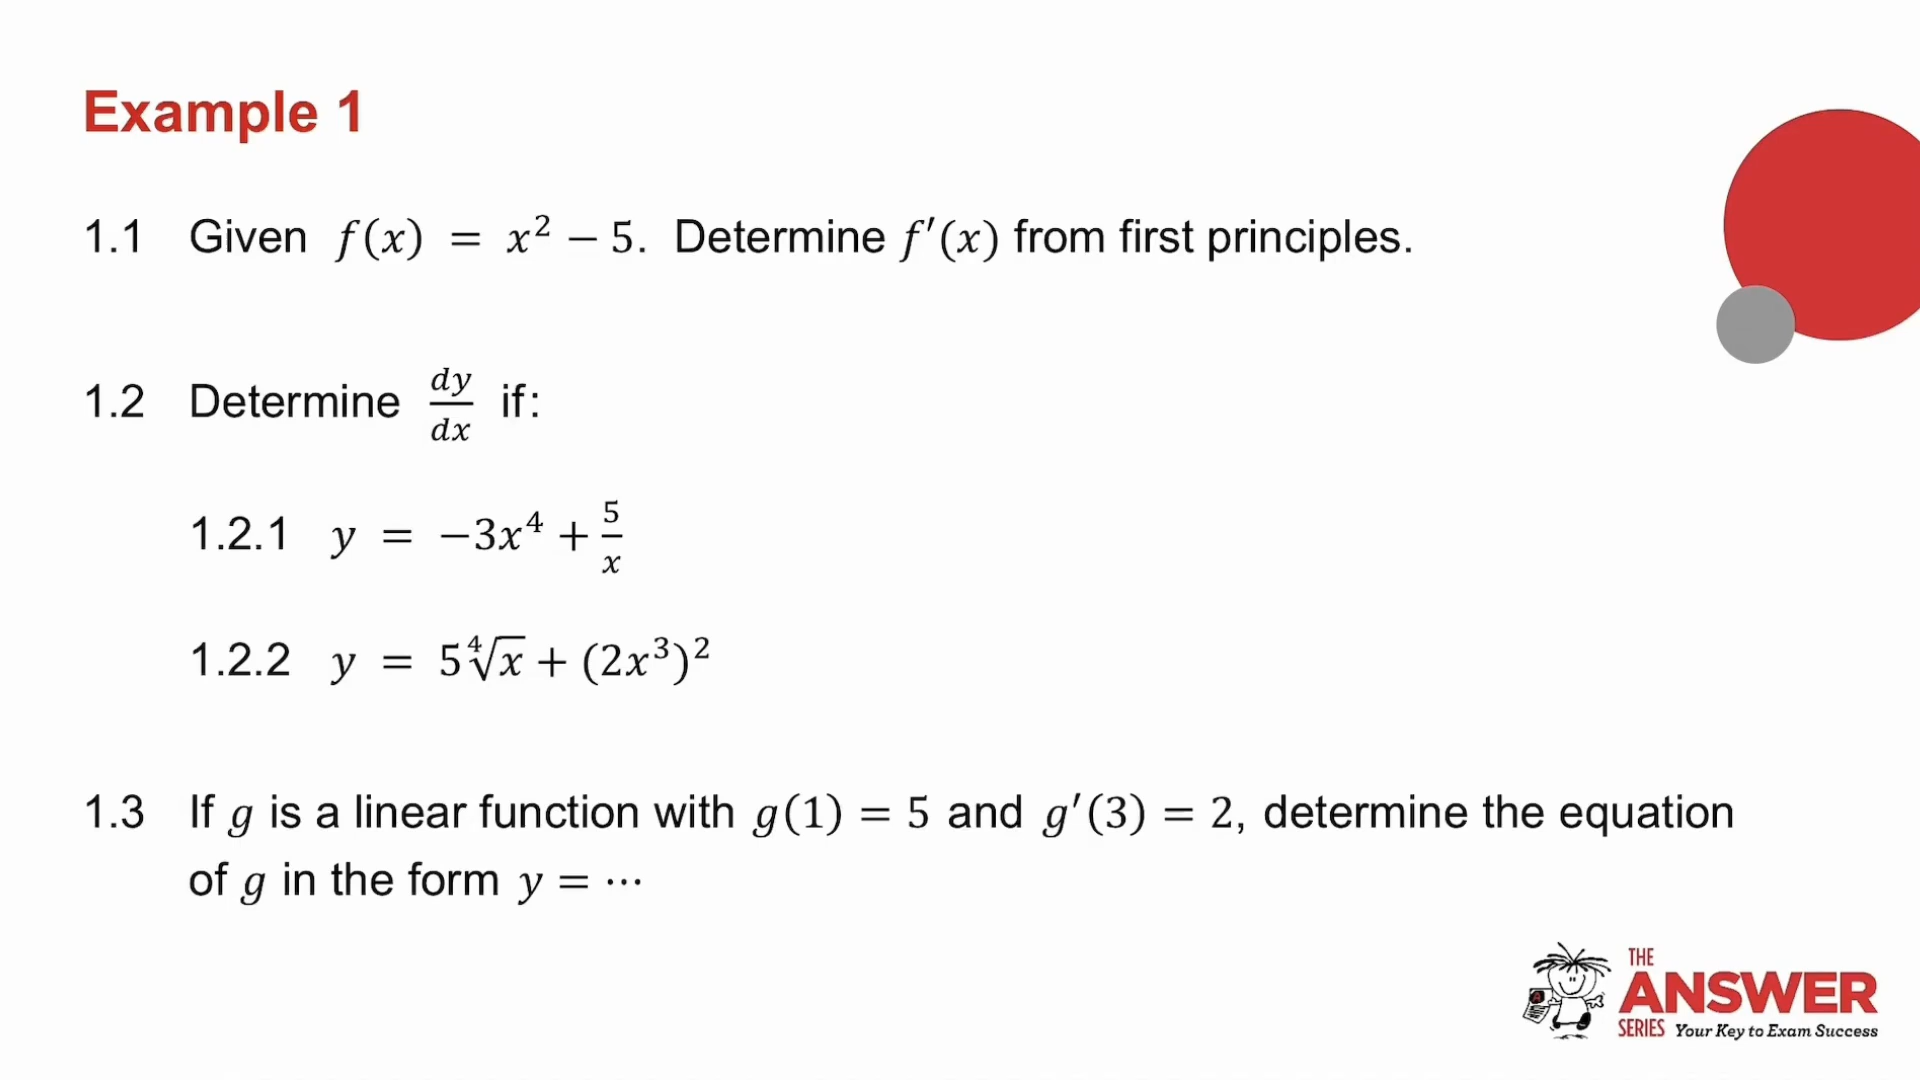 Example 1
1.1 Given f(x) = x² − 5. Determine f′(x) from first principles.
1.2 Determine dy/dx if:
1.2.1 y = −3x⁴ + 5/x
1.2.2 y = 5∜x + (2x³)²
1.3 If g is a linear function with g(1) = 5 and g′(3) = 2, determine the equation
of g in the form y = ⋯
THE
ANSWER
SERIES Your Key to Exam Success